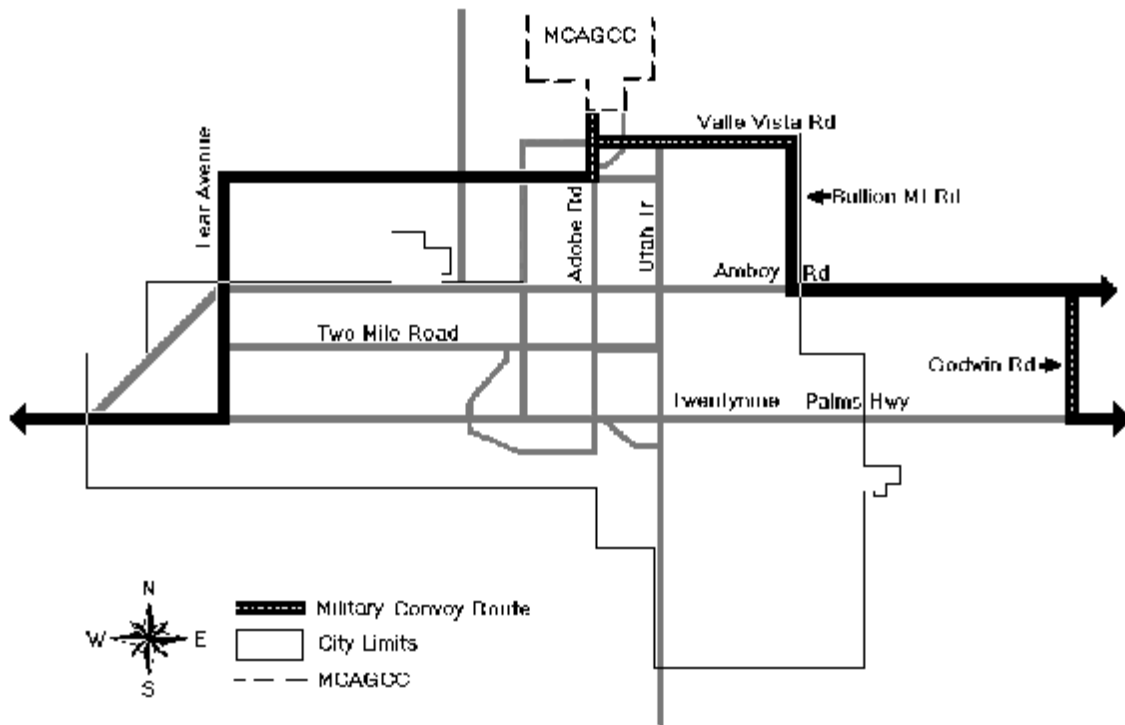 MCAGCC
Valle Vista Rd
Lear Avenue
Bullion Mt Rd
Adobe Rd
Utah Tr
Amboy Rd
Two Mile Road
Godwin Rd
Twentynine Palms Hwy
N
W E
S
Military Convoy Route
City Limits
MCAGCC